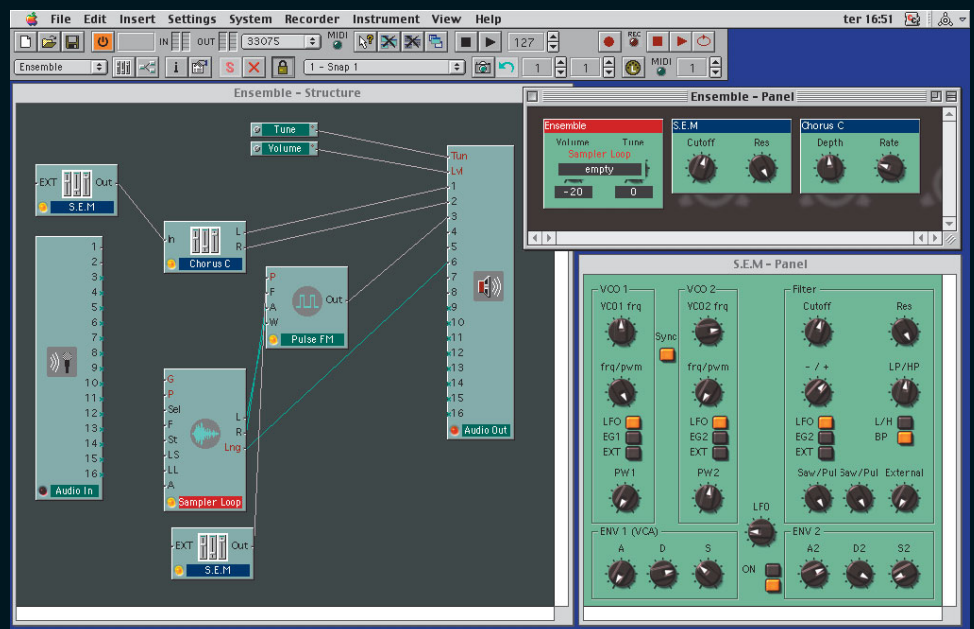 File Edit Insert Settings System Recorder Instrument View Help ter 16:51
IN OUT 33075 MIDI 127 REC
Ensemble i S X 1 - Snap 1 1 1 MIDI 1
Ensemble - Structure
Tune
Volume
EXT Out
S.E.M
1
2
3
4
5
6
7
8
9
10
11
12
13
14
15
16
Audio In
In L
R
Chorus C
P
F
A
W
Out
Pulse FM
G
P
Sel
F
St
LS
LL
A
L
R
Lng
Sampler Loop
EXT Out
S.E.M
Tun
Lvl
1
2
3
4
5
6
7
8
9
10
11
12
13
14
15
16
Audio Out
Ensemble - Panel
Ensemble
Volume Tune
Sampler Loop
empty
-20 0
S.E.M
Cutoff Res
Chorus C
Depth Rate
S.E.M - Panel
VCO 1
VCO1 frq
frq/pwm
LFO
EG1
EXT
PW1
Sync
VCO 2
VCO2 frq
frq/pwm
LFO
EG2
EXT
PW2
Filter
Cutoff Res
- / + LP/HP
LFO L/H
EG2 BP
EXT
Saw/Pul Saw/Pul External
LFO
ON
ENV 1 (VCA)
A D S
ENV 2
A2 D2 S2